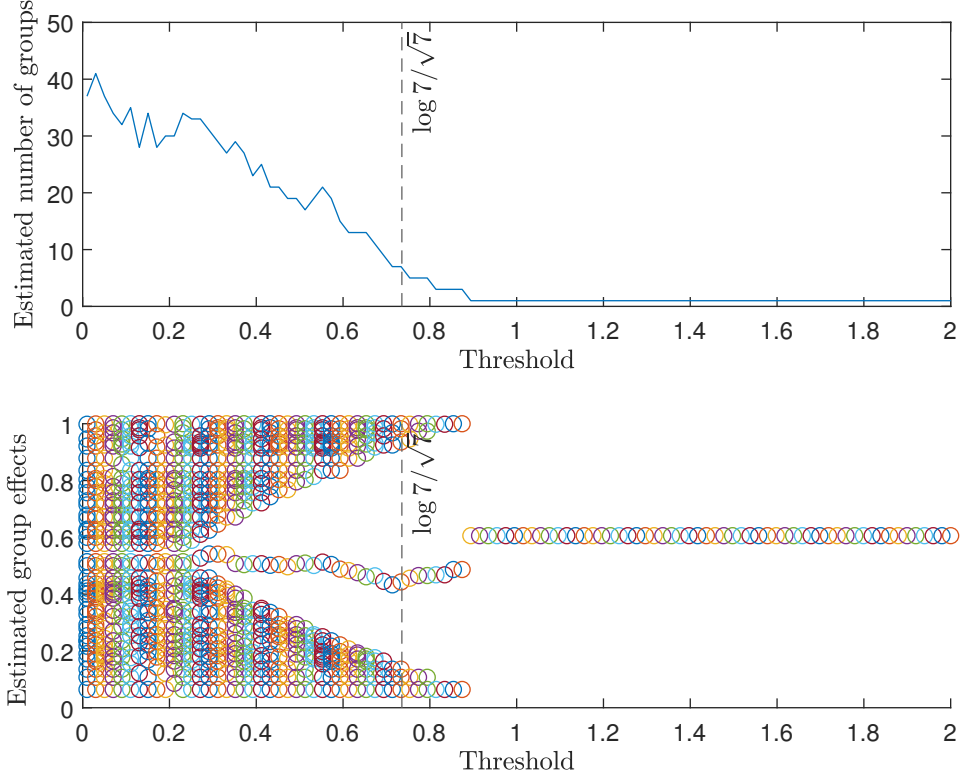 Estimated number of groups
50
40
30
20
10
0
log 7/√7
0 0.2 0.4 0.6 0.8 1 1.2 1.4 1.6 1.8 2
Threshold
Estimated group effects
1
0.8
0.6
0.4
0.2
0
log 7/√7
0 0.2 0.4 0.6 0.8 1 1.2 1.4 1.6 1.8 2
Threshold